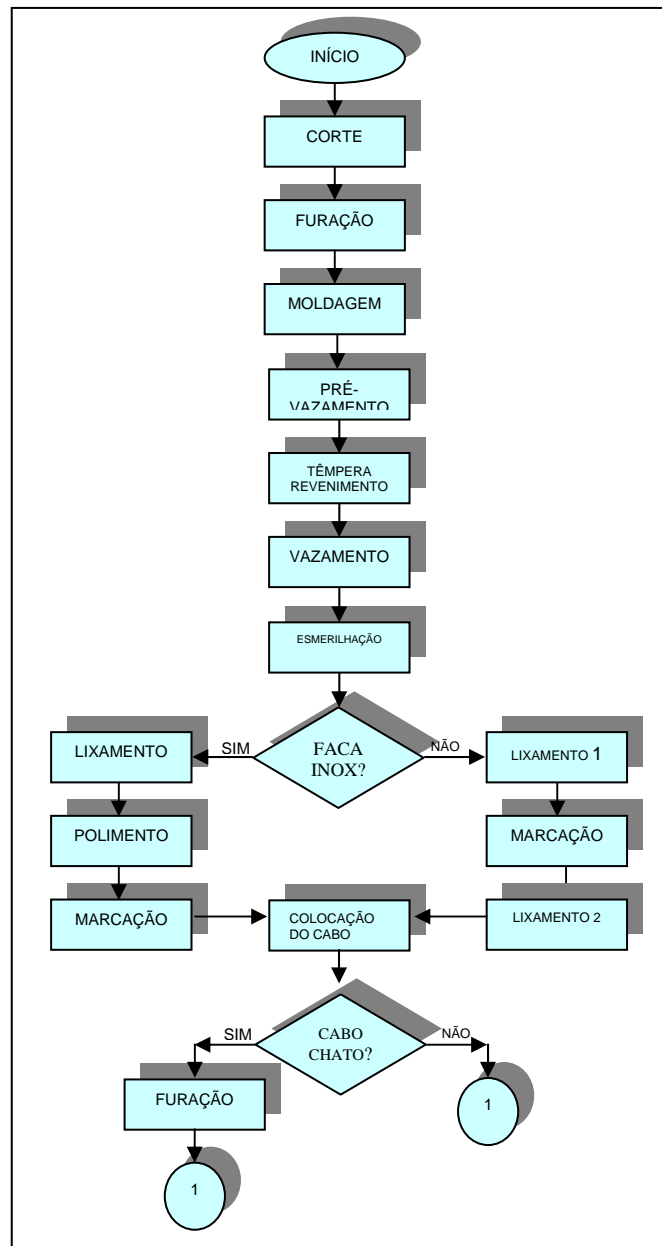 INÍCIO
CORTE
FURAÇÃO
MOLDAGEM
PRÉ-
VAZAMENTO
TÊMPERA
REVENIMENTO
VAZAMENTO
ESMERILHAÇÃO
FACA
INOX?
SIM
NÃO
LIXAMENTO
POLIMENTO
MARCAÇÃO
LIXAMENTO 1
MARCAÇÃO
LIXAMENTO 2
COLOCAÇÃO
DO CABO
CABO
CHATO?
SIM
NÃO
FURAÇÃO
1
1